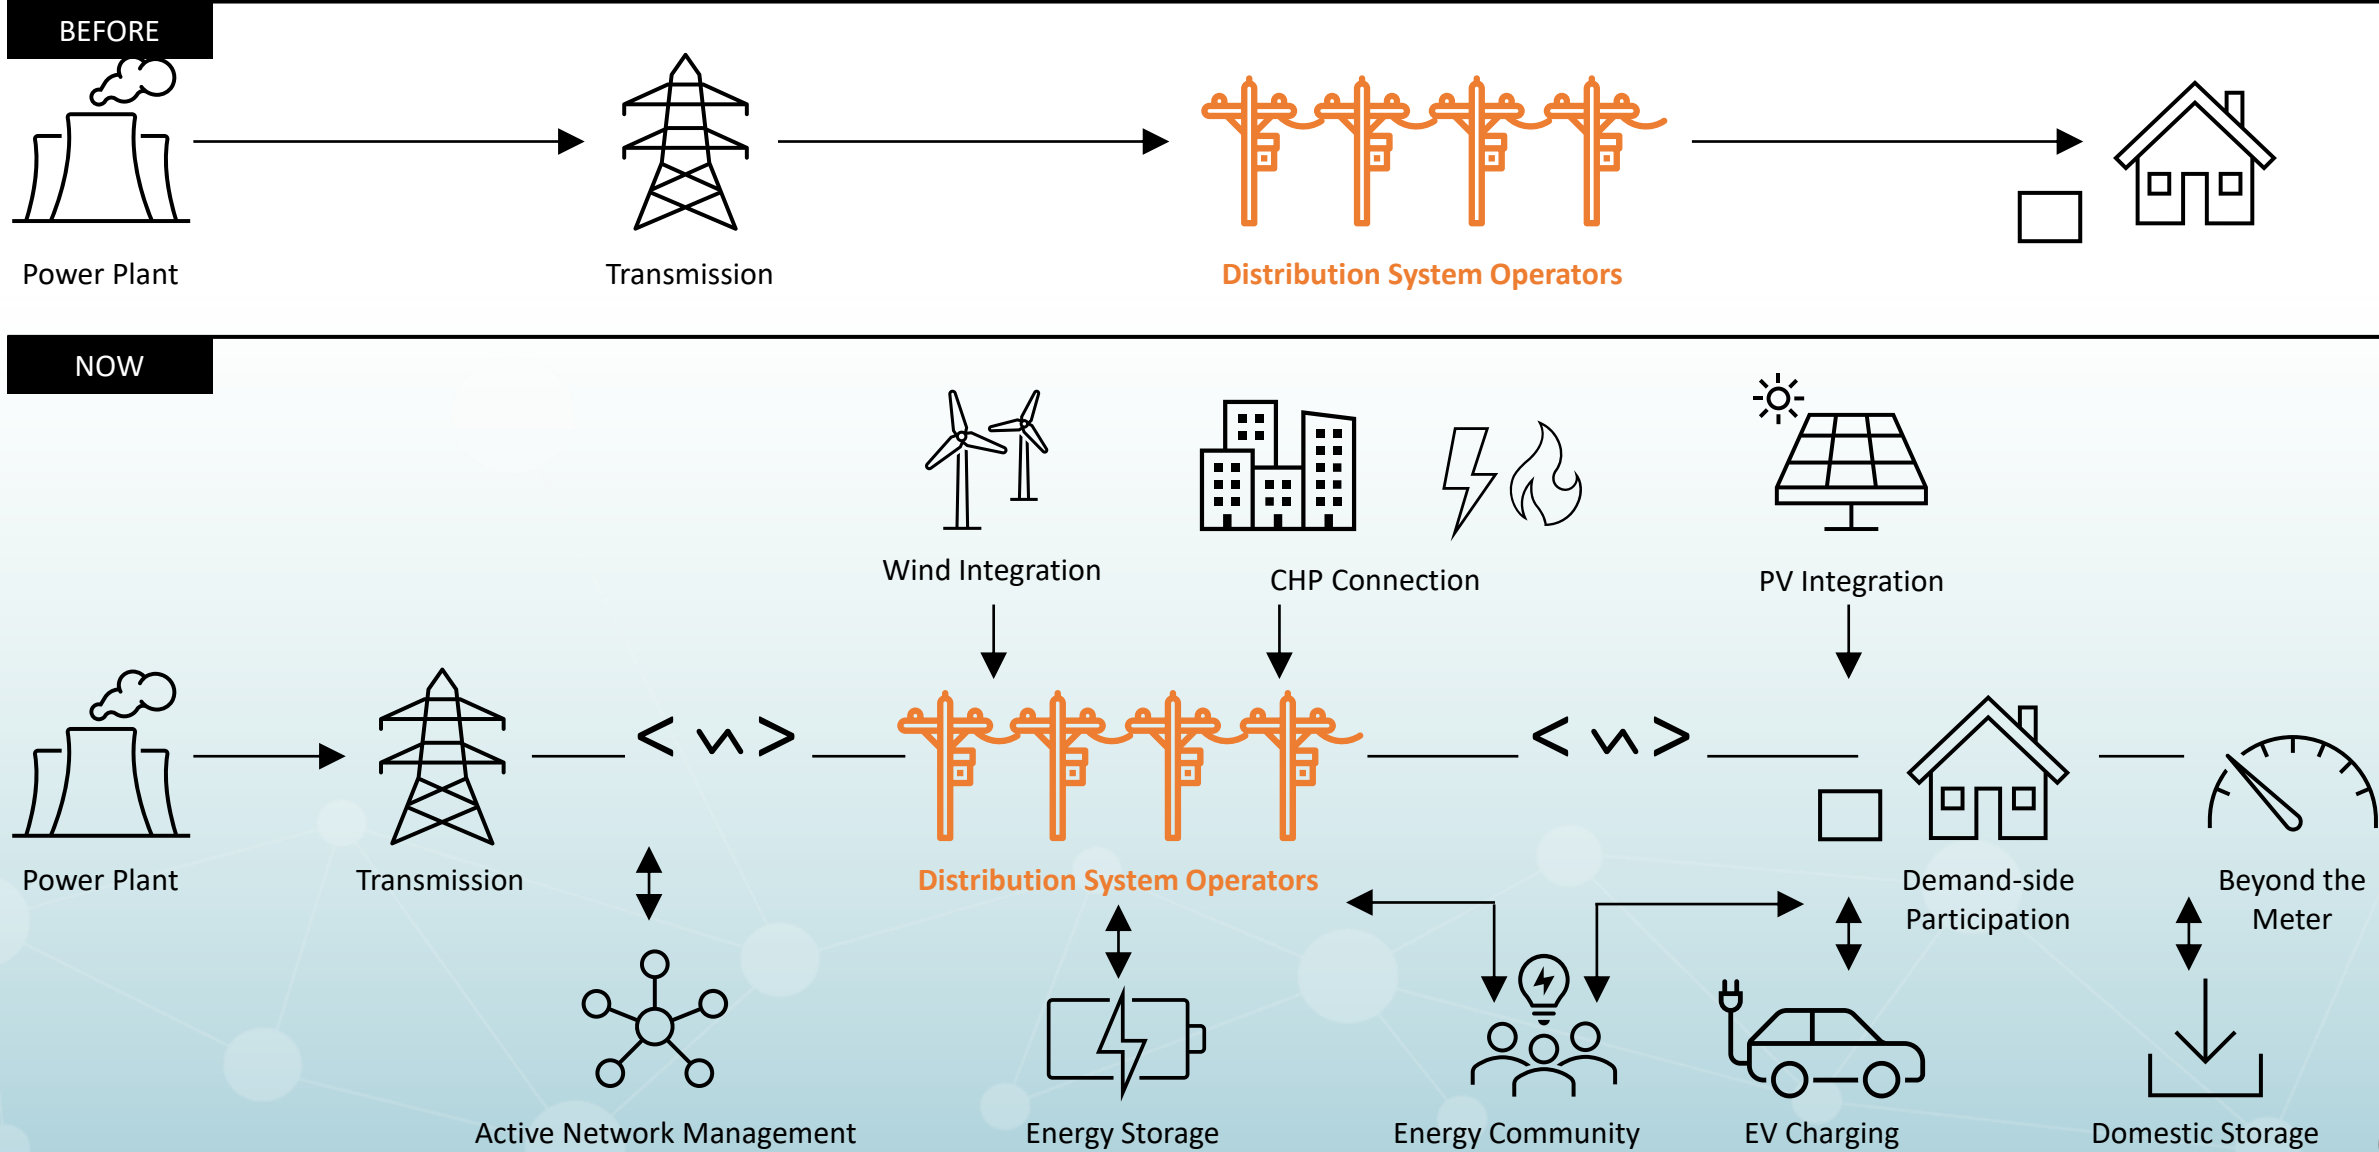 BEFORE
Power Plant
Transmission
Distribution System Operators
NOW
Wind Integration
CHP Connection
PV Integration
Power Plant
Transmission
Distribution System Operators
Demand-side
Participation
Beyond the
Meter
Active Network Management
Energy Storage
Energy Community
EV Charging
Domestic Storage